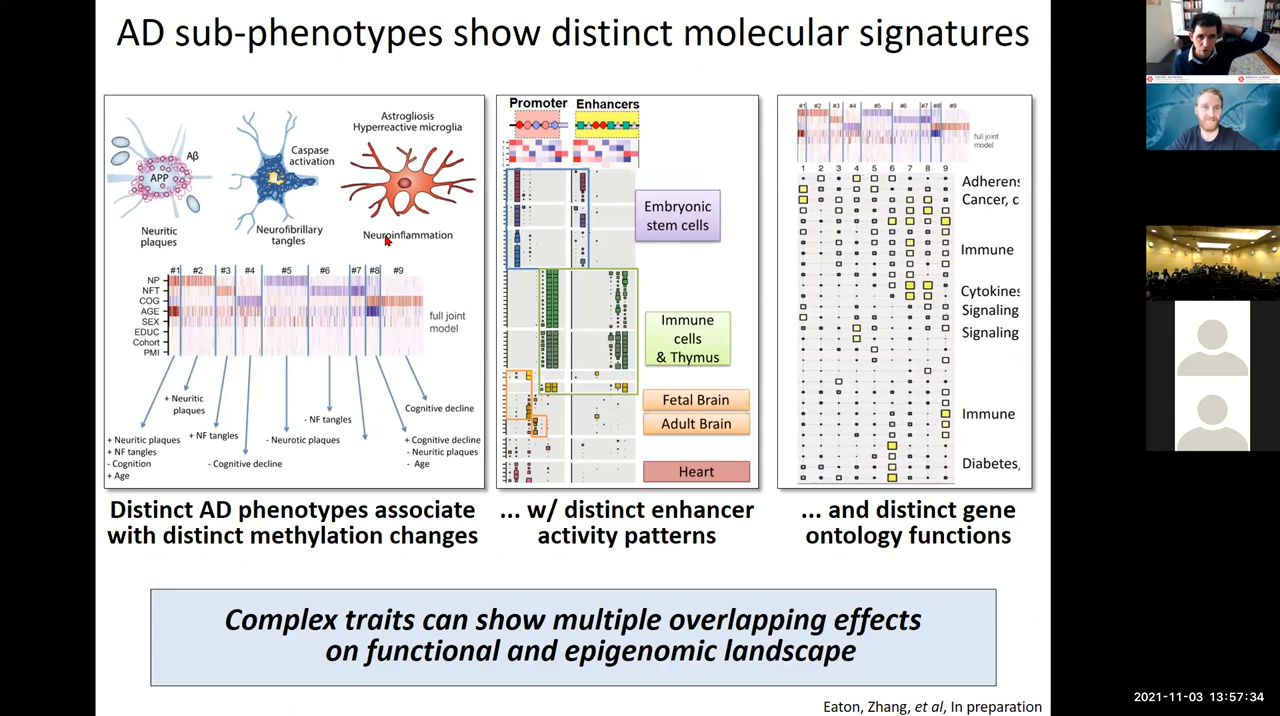 AD sub-phenotypes show distinct molecular signatures
Aβ
APP
Neuritic
plaques
Caspase
activation
Neurofibrillary
tangles
Astrogliosis
Hyperreactive microglia
Neuroinflammation
#1 #2 #3 #4 #5 #6 #7 #8 #9
NP
NFT
COG
AGE
SEX
EDUC
Cohort
PMI
full joint
model
+ Neuritic
plaques
+ Neuritic plaques
+ NF tangles
- Cognition
+ Age
+ NF tangles
- Cognitive decline
- Neurotic plaques
- NF tangles
Cognitive decline
+ Cognitive decline
- Neuritic plaques
- Age
Distinct AD phenotypes associate
with distinct methylation changes
Promoter Enhancers
Embryonic
stem cells
Immune
cells
& Thymus
Fetal Brain
Adult Brain
Heart
... w/ distinct enhancer
activity patterns
#1 #2 #3 #4 #5 #6 #7 #8 #9
full joint
model
1 2 3 4 5 6 7 8 9
Adherens
Cancer, c
Immune
Cytokines
Signaling
Signaling
Immune
Diabetes,
... and distinct gene
ontology functions
Complex traits can show multiple overlapping effects
on functional and epigenomic landscape
Eaton, Zhang, et al, In preparation
2021-11-03 13:57:34